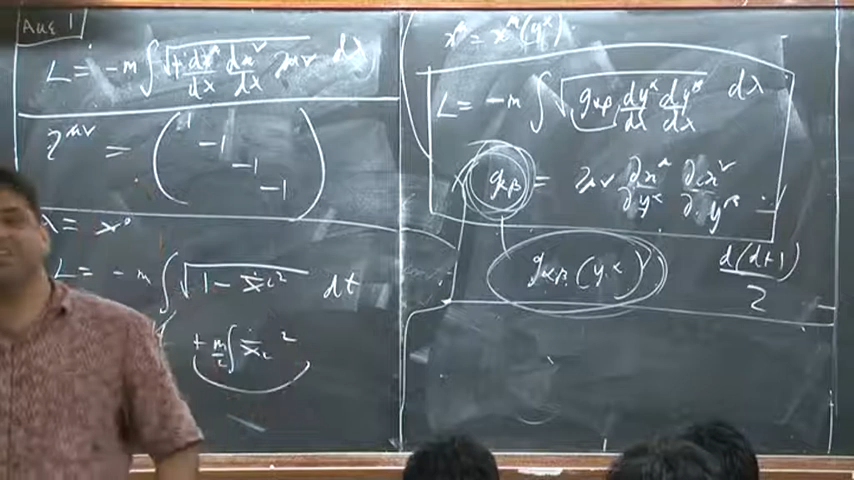 Aug 1
L = -m ∫ √(+ dx^μ/dλ dx^ν/dλ η_μν) dλ
η^μν = ( 1 -1 -1 -1 )
λ = x^0
L = -m ∫ √(1 - ẋ_i²) dt
+ m/2 ∫ ẋ_i²
x^μ = x^μ(y^α).
L = -m ∫ √(g_αβ dy^α/dλ dy^β/dλ) dλ
g_αβ = η_μν ∂x^μ/∂y^α ∂x^ν/∂y^β
g_αβ(y^α) d(d+1)/2